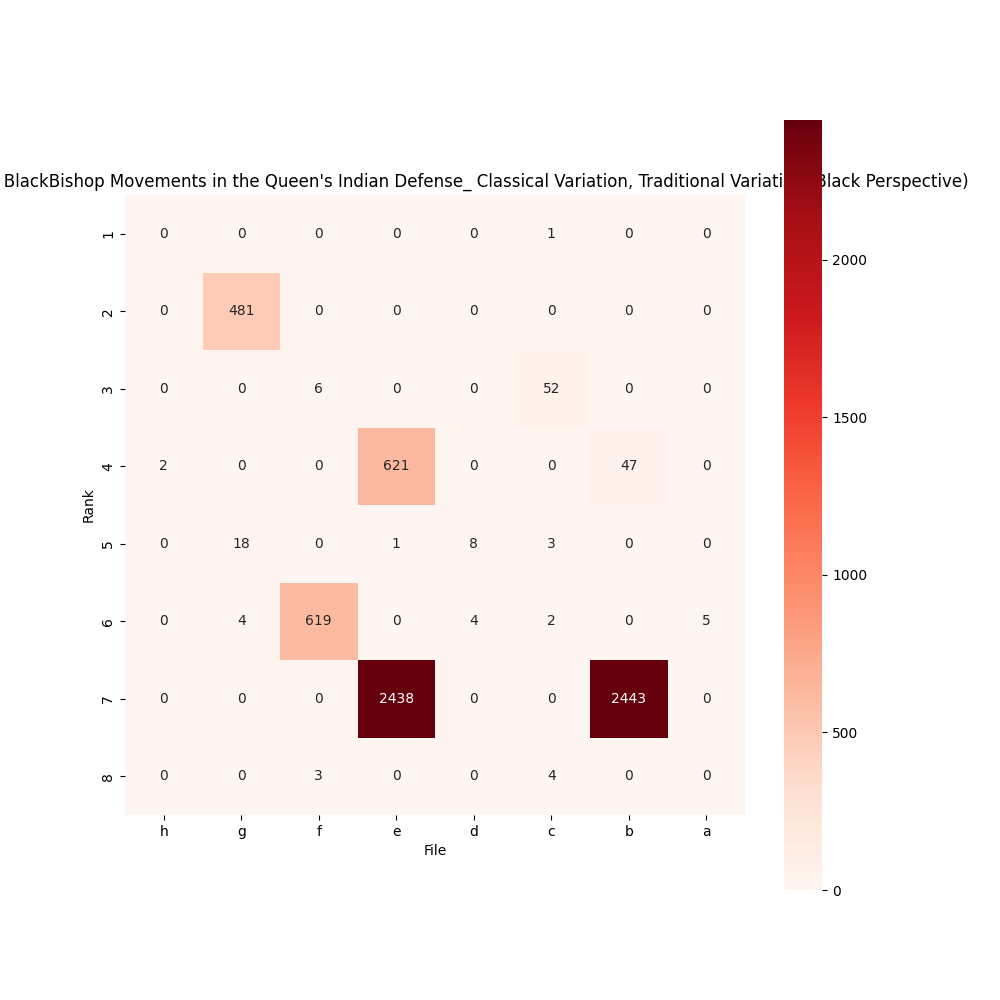 BlackBishop Movements in the Queen's Indian Defense_ Classical Variation, Traditional Variati Black Perspective)
1 0 0 0 0 0 1 0 0
2 0 481 0 0 0 0 0 0
3 0 0 6 0 0 52 0 0
4 2 0 0 621 0 0 47 0
5 0 18 0 1 8 3 0 0
6 0 4 619 0 4 2 0 5
7 0 0 0 2438 0 0 2443 0
8 0 0 3 0 0 4 0 0
h g f e d c b a
File
Rank
2000
1500
1000
500
0